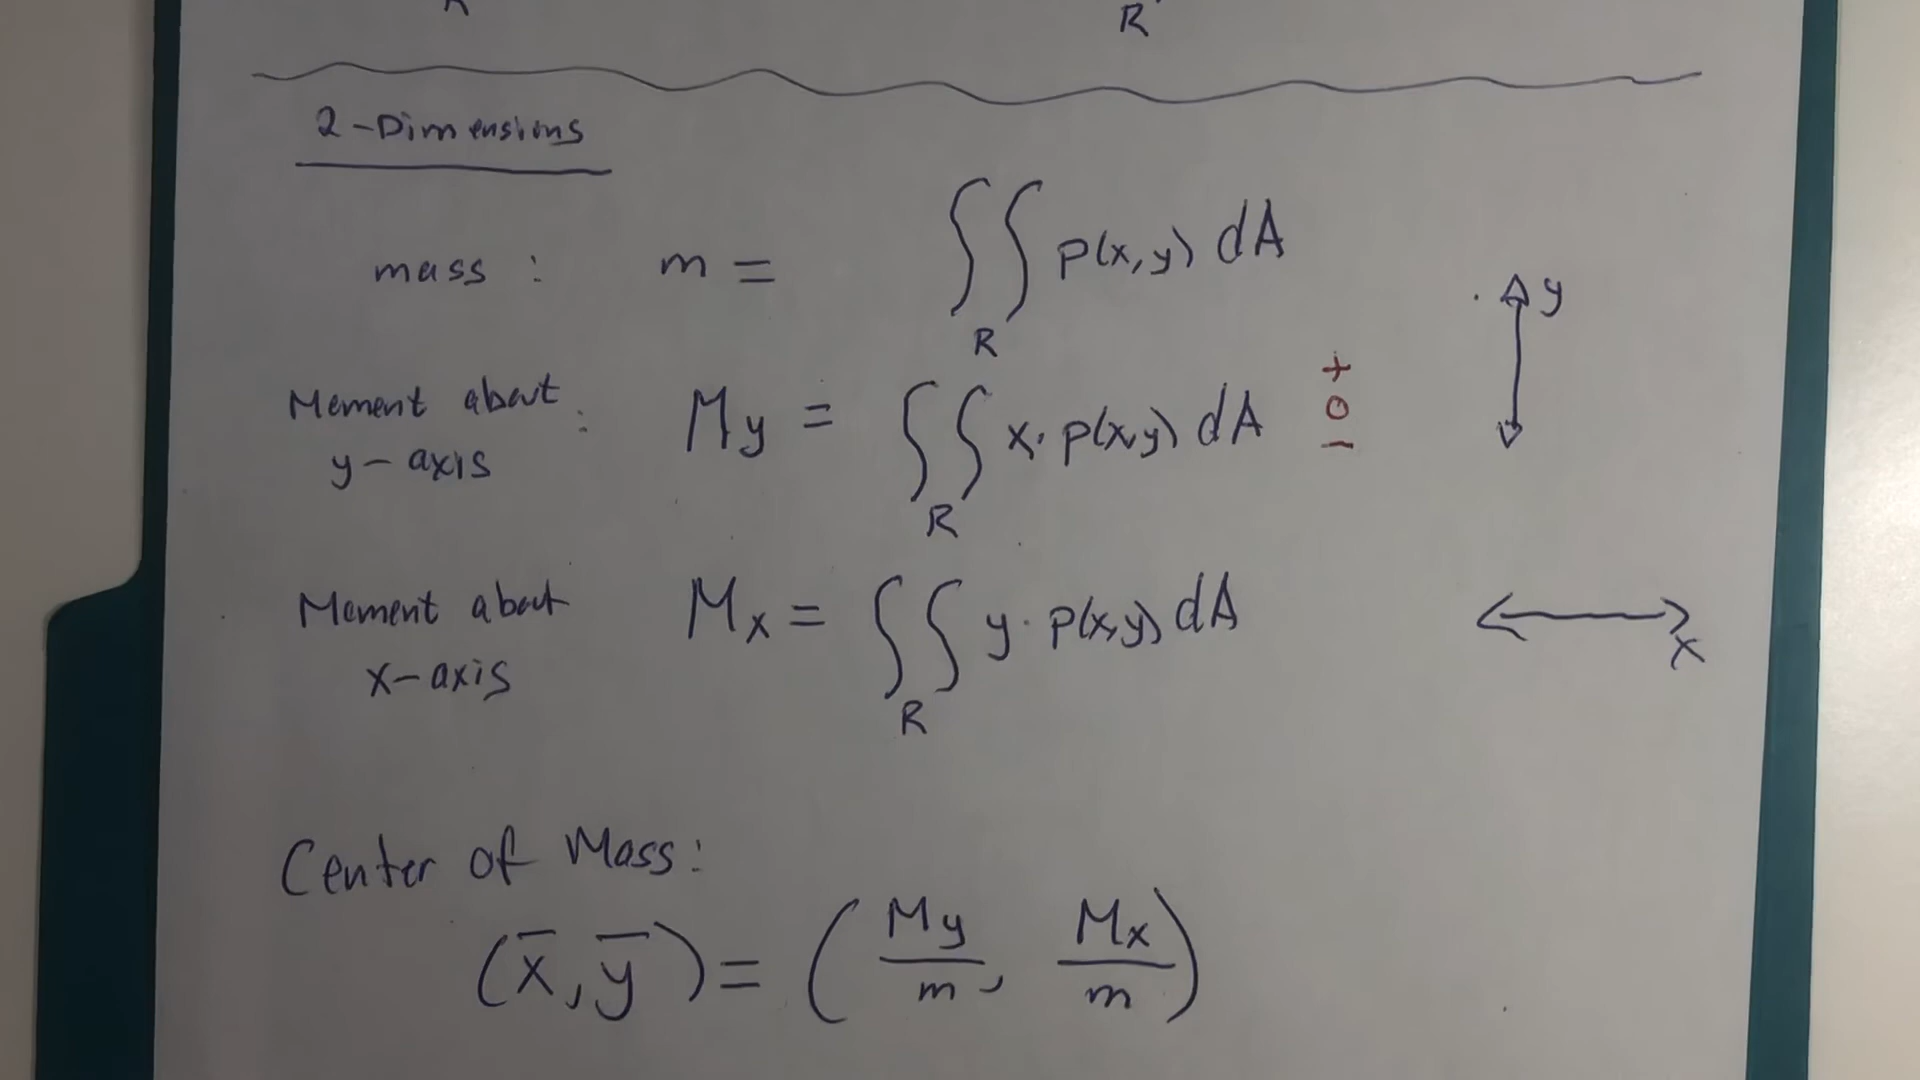 R
2-Dimensions
mass : m = ∬ p(x,y) dA
R
y
+
0
-
Moment about : My = ∬ x· p(x,y) dA
y-axis
R
Moment about Mx = ∬ y· p(x,y) dA
x-axis
R
x
Center of Mass:
(x̄, ȳ) = (My/m, Mx/m)